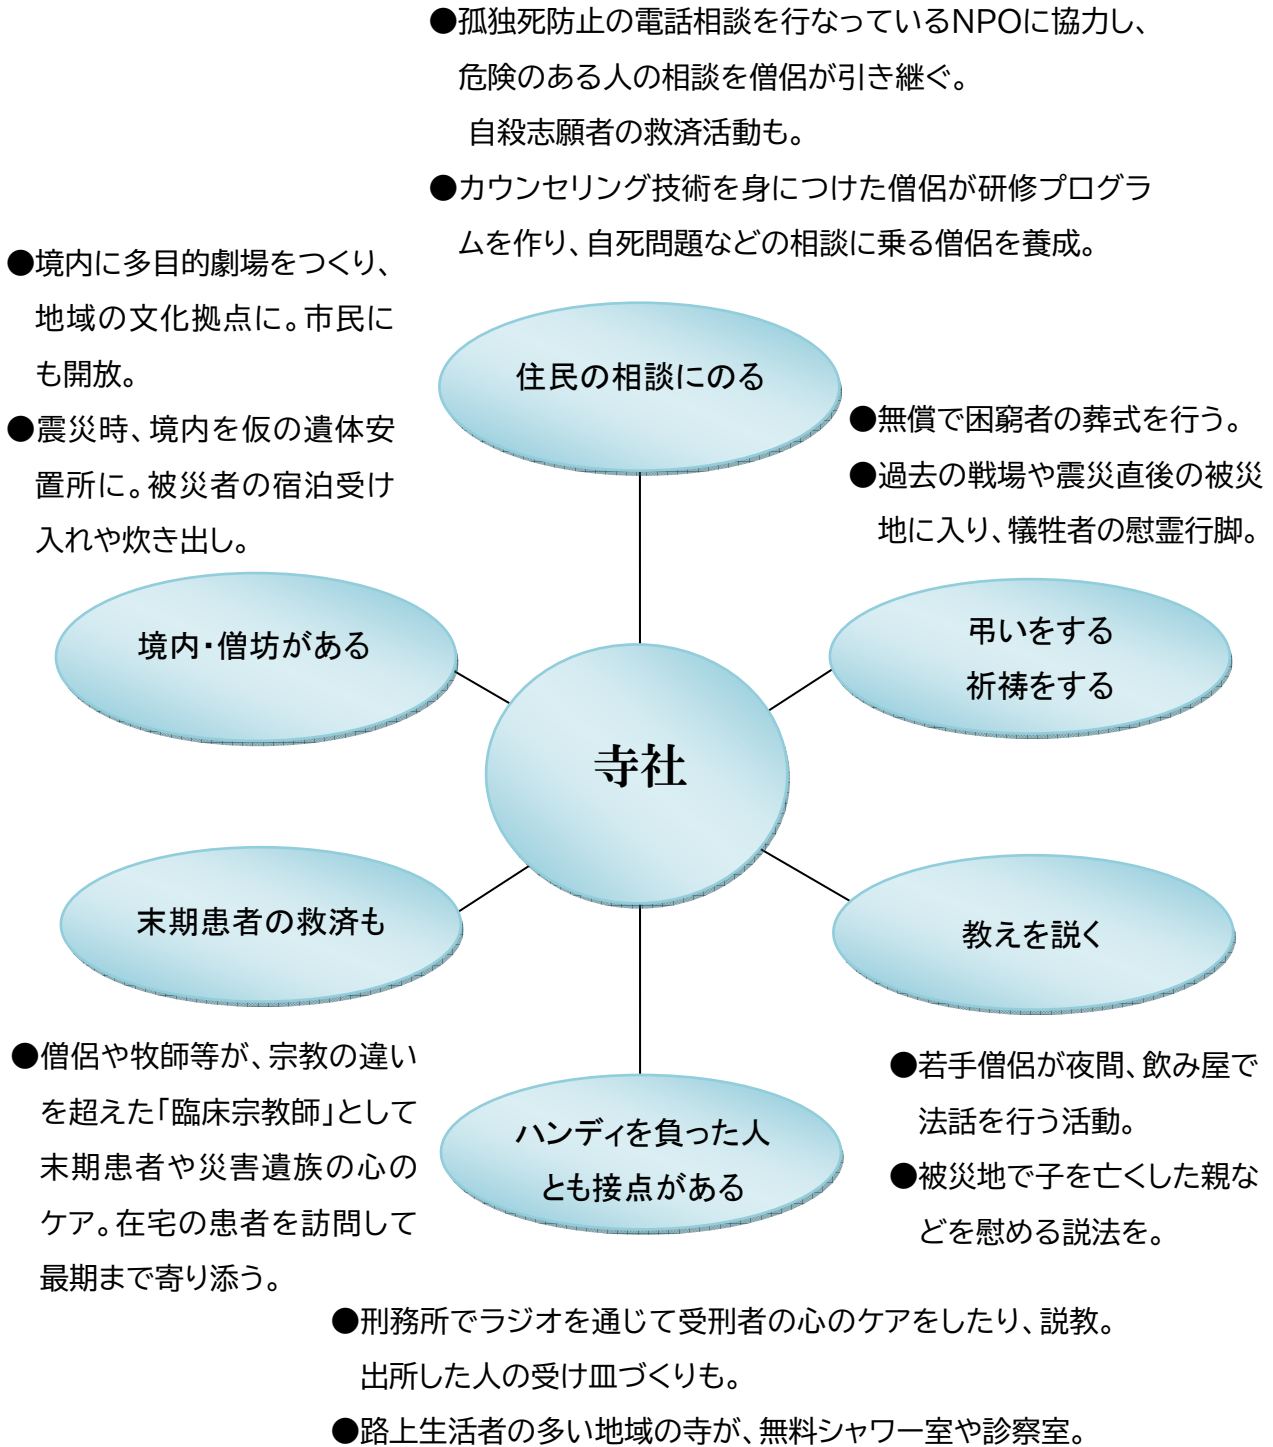 ●孤独死防止の電話相談を行なっているNPOに協力し、
危険のある人の相談を僧侶が引き継ぐ。
自殺志願者の救済活動も。
●カウンセリング技術を身につけた僧侶が研修プログラ
ムを作り、自死問題などの相談に乗る僧侶を養成。
●境内に多目的劇場をつくり、
地域の文化拠点に。市民に
も開放。
●震災時、境内を仮の遺体安
置所に。被災者の宿泊受け
入れや炊き出し。
住民の相談にのる
●無償で困窮者の葬式を行う。
●過去の戦場や震災直後の被災
地に入り、犠牲者の慰霊行脚。
境内・僧坊がある
弔いをする
祈祷をする
寺社
末期患者の救済も
教えを説く
●僧侶や牧師等が、宗教の違い
を超えた「臨床宗教師」として
末期患者や災害遺族の心の
ケア。在宅の患者を訪問して
最期まで寄り添う。
ハンディを負った人
とも接点がある
●若手僧侶が夜間、飲み屋で
法話を行う活動。
●被災地で子を亡くした親な
どを慰める説法を。
●刑務所でラジオを通じて受刑者の心のケアをしたり、説教。
出所した人の受け皿づくりも。
●路上生活者の多い地域の寺が、無料シャワー室や診察室。